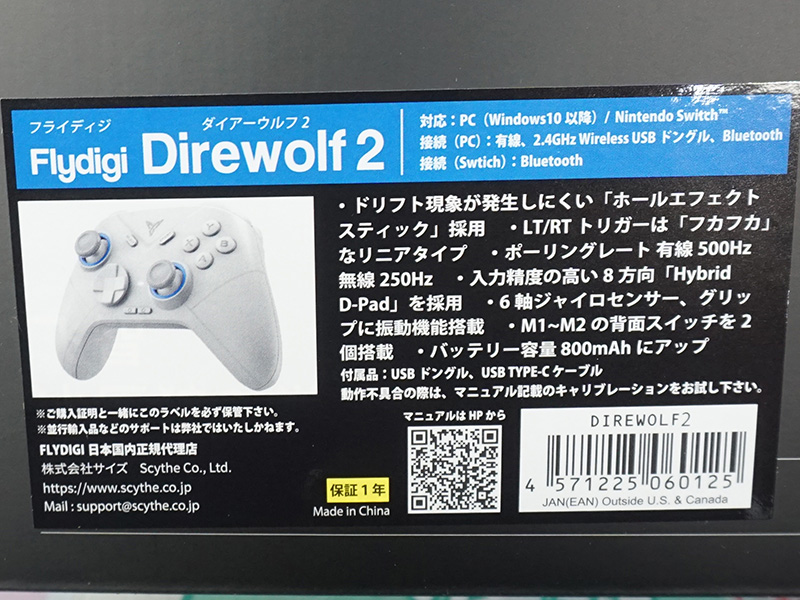 フライディジ ダイアーウルフ2
Flydigi Direwolf 2
対応：PC（Windows10 以降）/ Nintendo Switch™
接続（PC）：有線、2.4GHz Wireless USB ドングル、Bluetooth
接続（Swtich）：Bluetooth
・ドリフト現象が発生しにくい「ホールエフェクト
スティック」採用 ・LT/RT トリガーは「フカフカ」
なリニアタイプ ・ポーリングレート 有線 500Hz
無線 250Hz ・入力精度の高い 8 方向「Hybrid
D-Pad」を採用 ・6 軸ジャイロセンサー、グリッ
プに振動機能搭載 ・M1~M2 の背面スイッチを 2
個搭載 ・バッテリー容量 800mAh にアップ
付属品：USB ドングル、USB TYPE-C ケーブル
動作不具合の際は、マニュアル記載のキャリブレーションをお試し下さい。
※ご購入証明と一緒にこのラベルを必ず保管下さい。
※並行輸入品などのサポートは弊社ではいたしかねます。
FLYDIGI 日本国内正規代理店
株式会社サイズ Scythe Co., Ltd.
https://www.scythe.co.jp
Mail : support@scythe.co.jp
保証 1 年
Made in China
マニュアルは HP から
DIREWOLF2
4 571225 060125
JAN(EAN) Outside U.S. & Canada